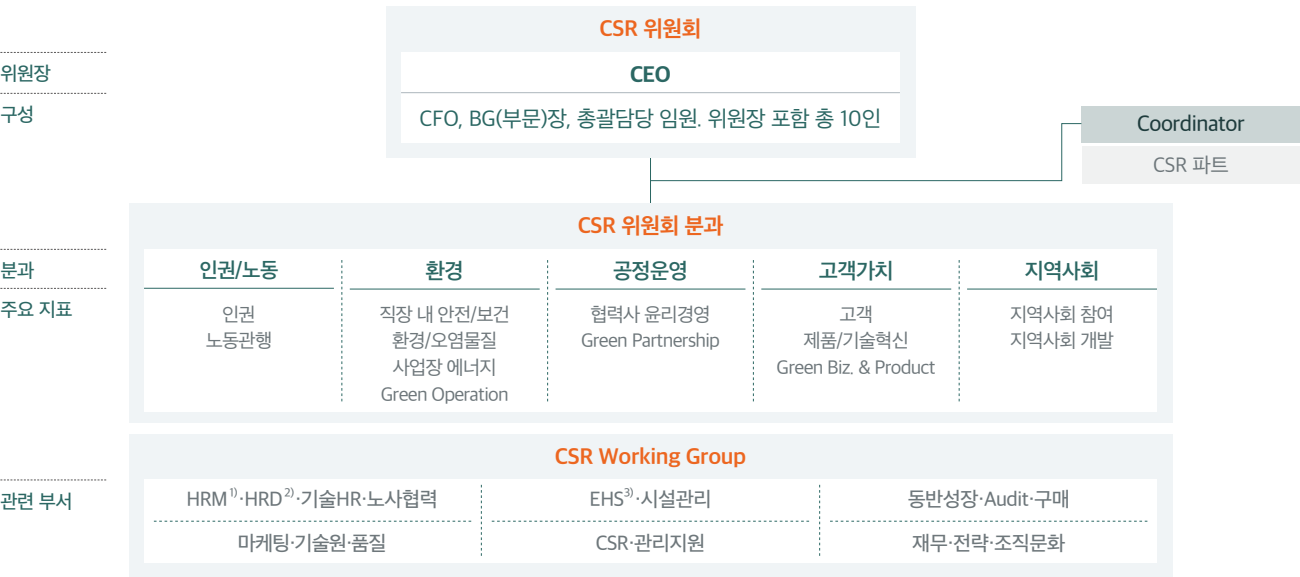 CSR 위원회
위원장
CEO
구성
CFO, BG(부문)장, 총괄담당 임원. 위원장 포함 총 10인
Coordinator
CSR 파트
CSR 위원회 분과
분과
인권/노동
환경
공정운영
고객가치
지역사회
주요 지표
인권
노동관행
직장 내 안전/보건
환경/오염물질
사업장 에너지
Green Operation
협력사 윤리경영
Green Partnership
고객
제품/기술혁신
Green Biz. & Product
지역사회 참여
지역사회 개발
CSR Working Group
관련 부서
HRM1)·HRD2)·기술HR·노사협력
EHS3)·시설관리
동반성장·Audit·구매
마케팅·기술원·품질
CSR·관리지원
재무·전략·조직문화